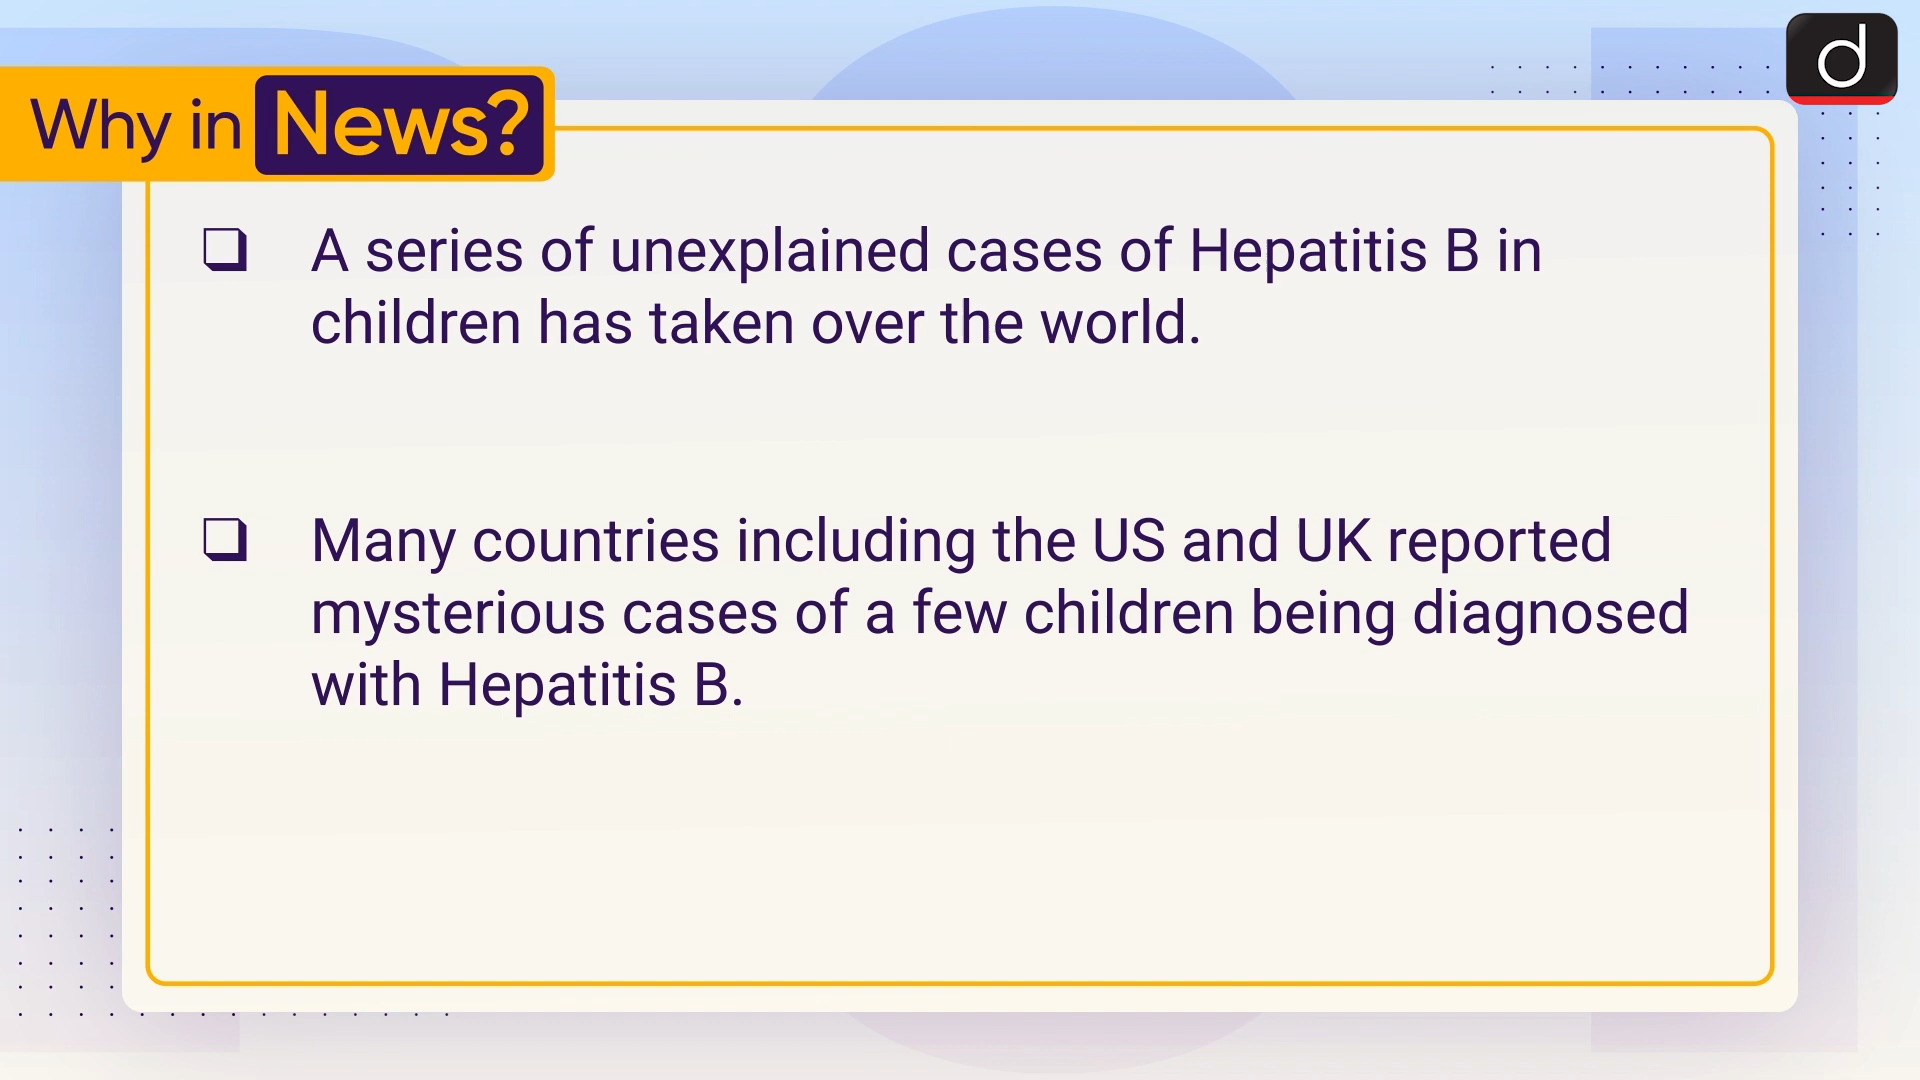 Why in News?
d
❑ A series of unexplained cases of Hepatitis B in
children has taken over the world.
❑ Many countries including the US and UK reported
mysterious cases of a few children being diagnosed
with Hepatitis B.